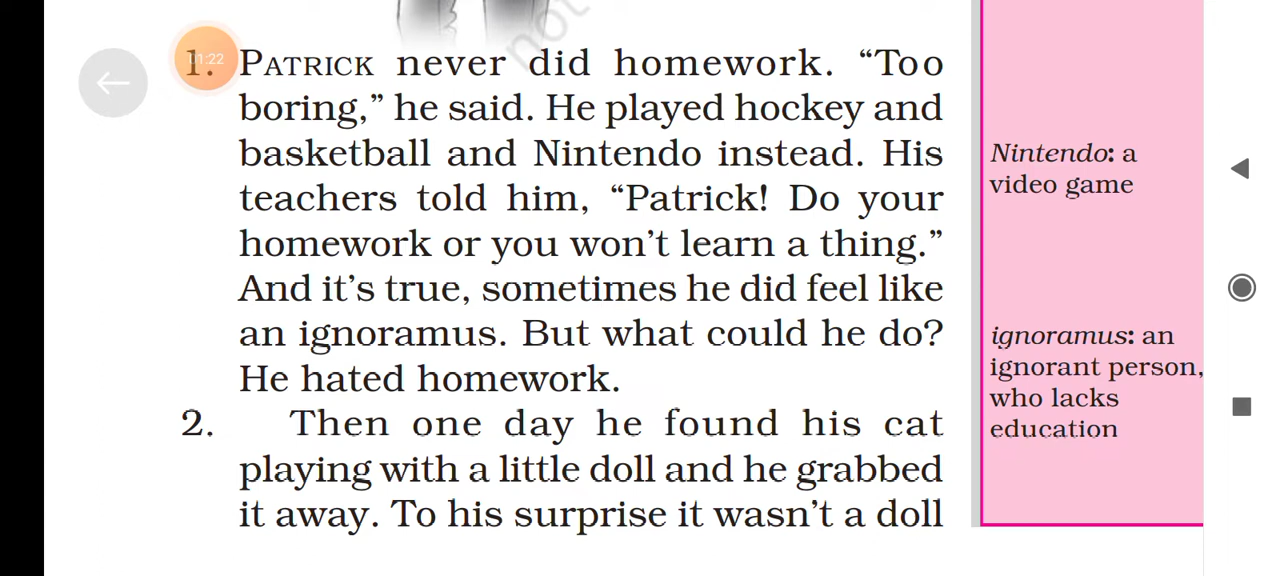 not
1. PATRICK never did homework. “Too
01:22
boring,” he said. He played hockey and
basketball and Nintendo instead. His
teachers told him, “Patrick! Do your
homework or you won’t learn a thing.”
And it’s true, sometimes he did feel like
an ignoramus. But what could he do?
He hated homework.
2. Then one day he found his cat
playing with a little doll and he grabbed
it away. To his surprise it wasn’t a doll
Nintendo: a
video game
ignoramus: an
ignorant person,
who lacks
education